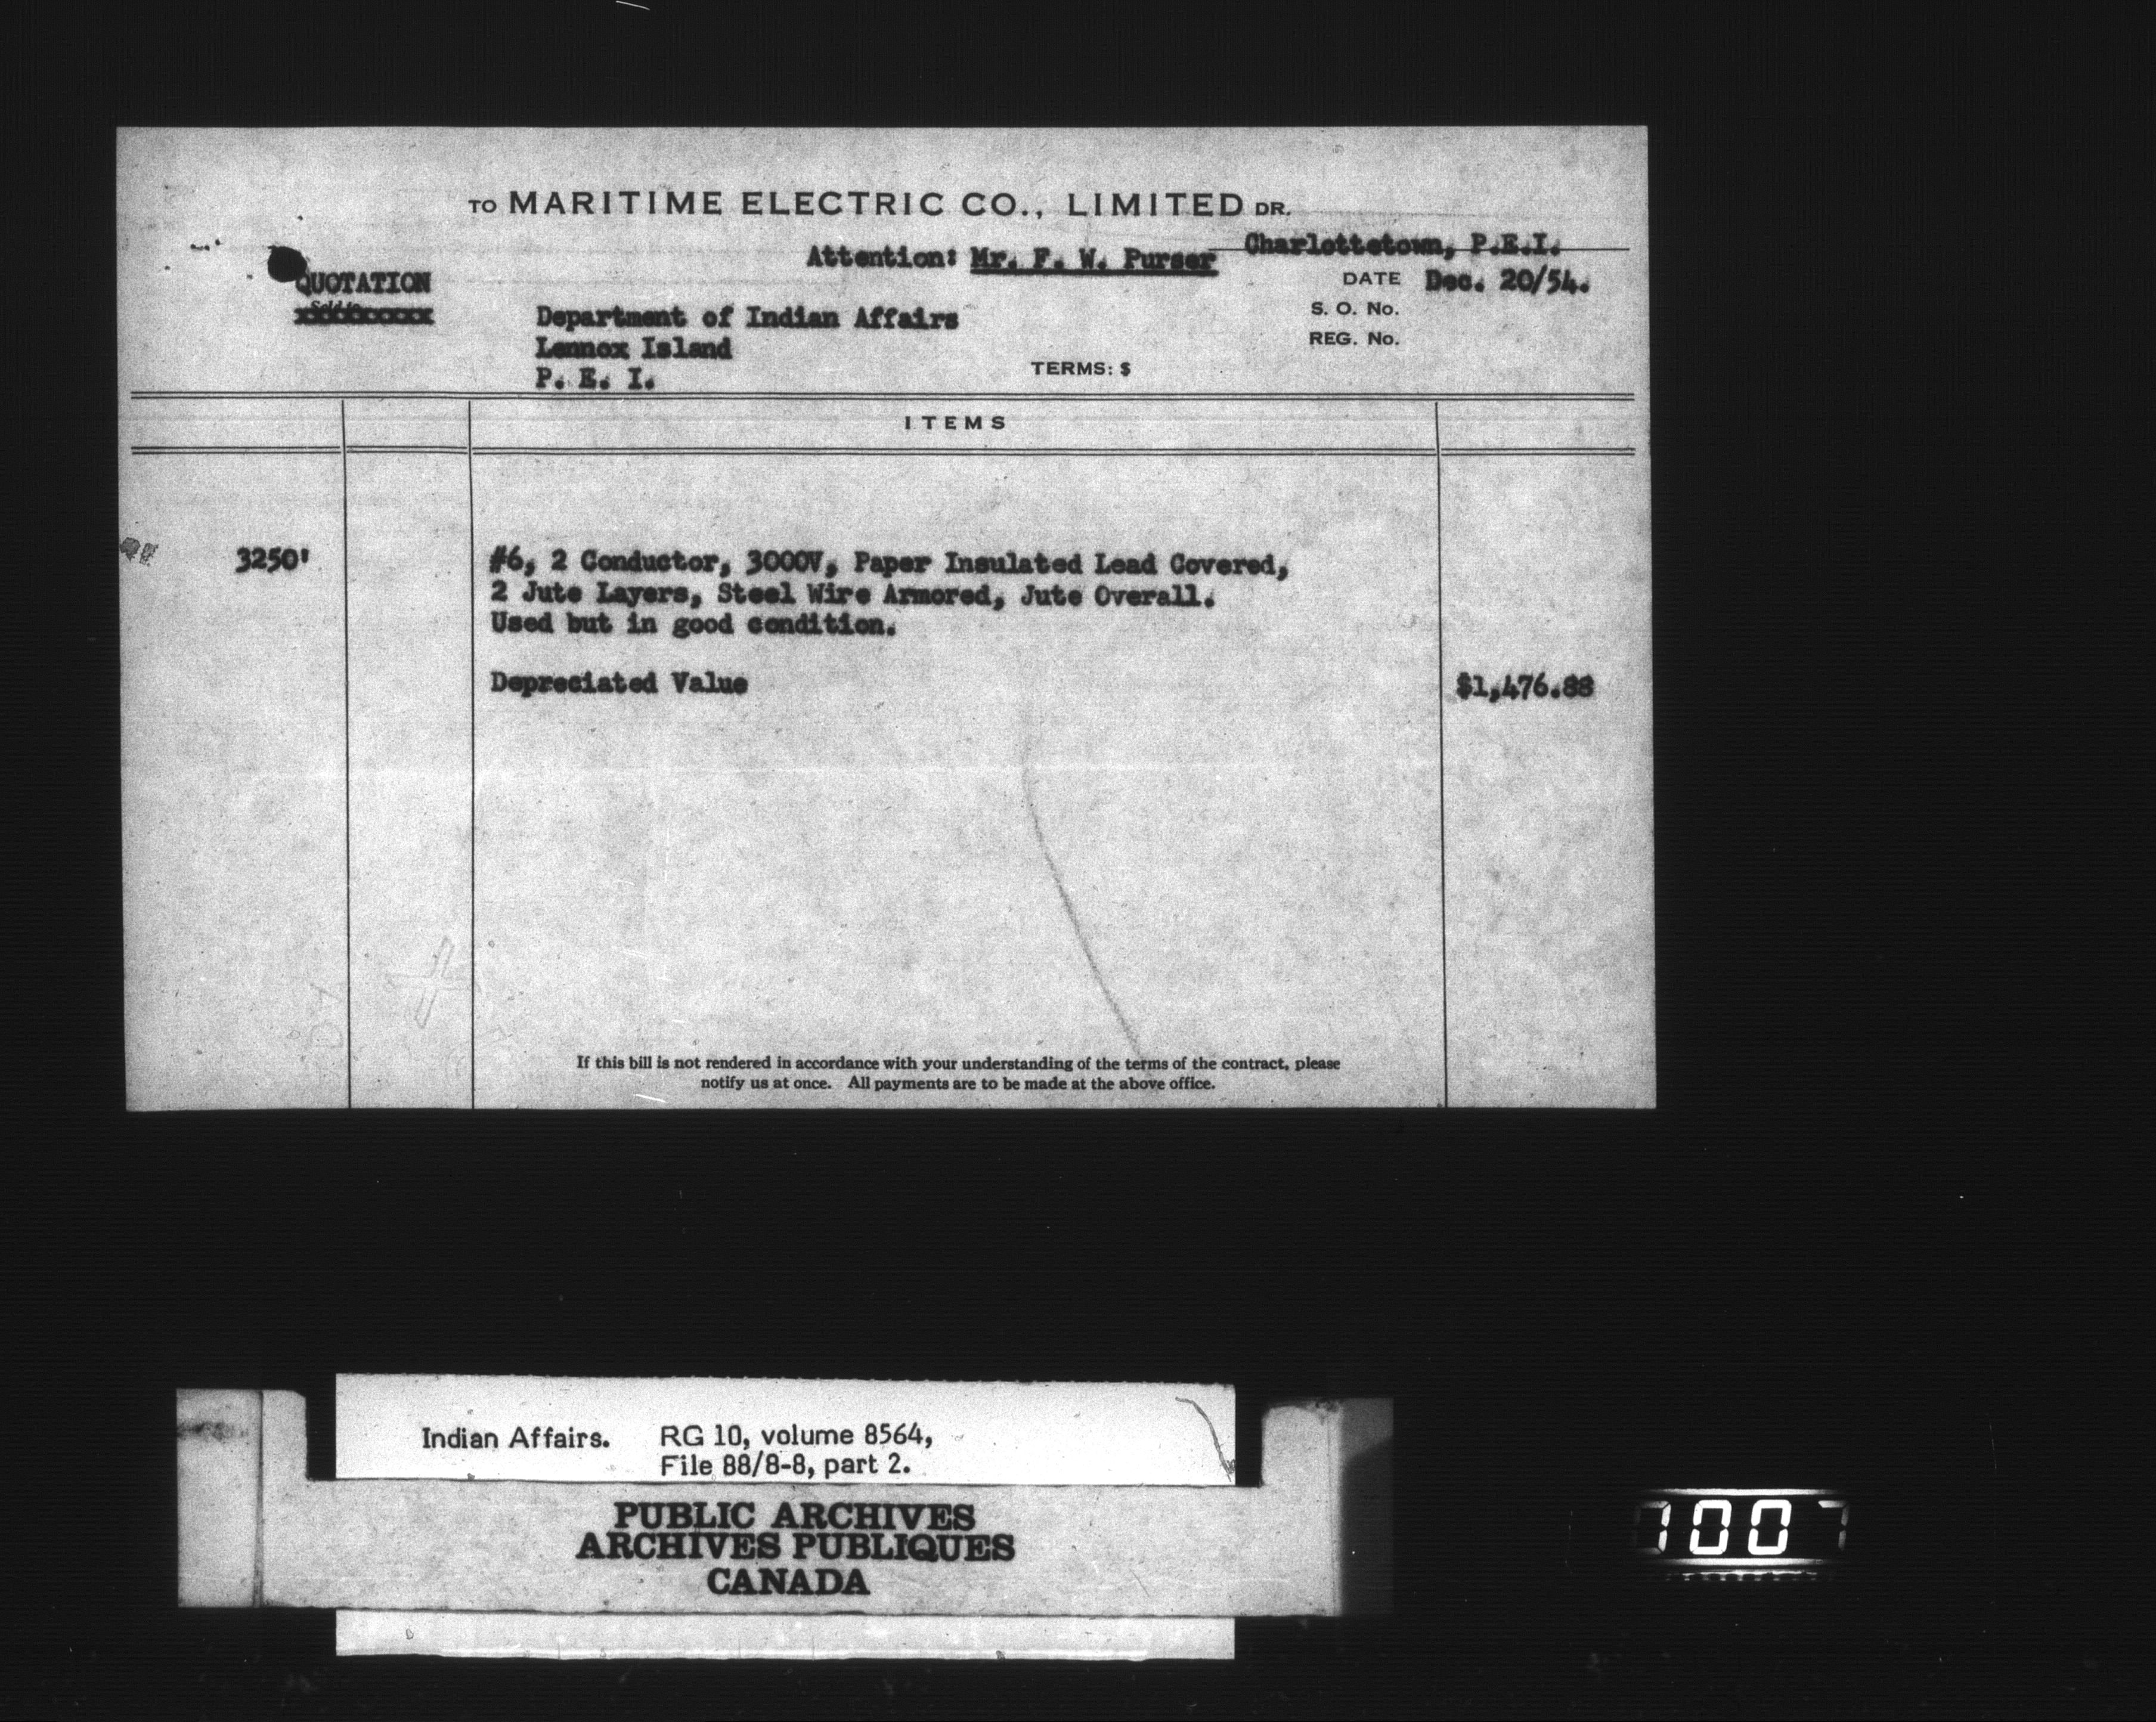 TO MARITIME ELECTRIC CO., LIMITED DR.
Attention: Mr. F. W. Purser
Charlottetown, P.E.I.
QUOTATION
Sold to
DATE Dec. 20/54.
S. O. No.
REG. No.
Department of Indian Affairs
Lennox Island
P. E. I.
TERMS: $
ITEMS
3250' #6, 2 Conductor, 3000V, Paper Insulated Lead Covered,
2 Jute Layers, Steel Wire Armored, Jute Overall.
Used but in good condition.
Depreciated Value $1,476.88
If this bill is not rendered in accordance with your understanding of the terms of the contract, please
notify us at once. All payments are to be made at the above office.
Indian Affairs. RG 10, volume 8564,
File 88/8-8, part 2.
PUBLIC ARCHIVES
ARCHIVES PUBLIQUES
CANADA
7007